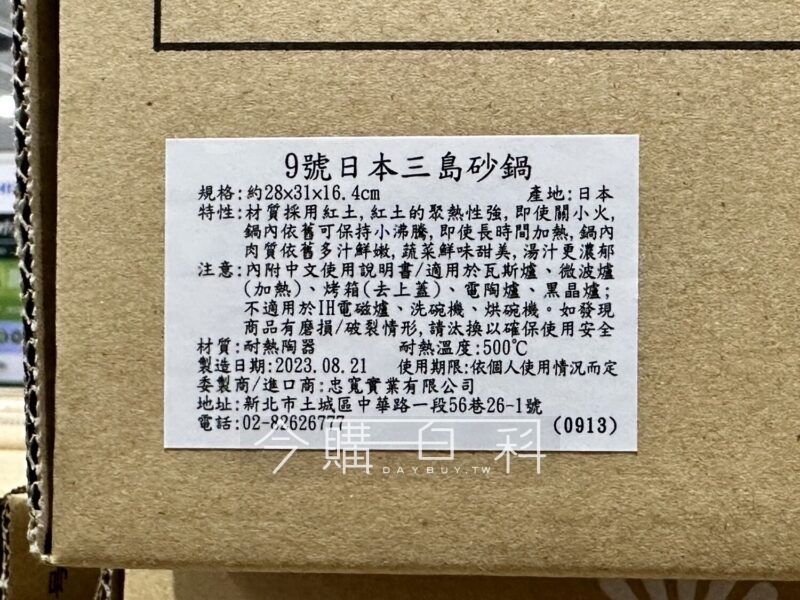 9號日本三島砂鍋
規格:約28x31x16.4cm 產地:日本
特性:材質採用紅土,紅土的聚熱性強,即使關小火,
鍋內依舊可保持小沸騰,即使長時間加熱,鍋內
肉質依舊多汁鮮嫩,蔬菜鮮味甜美,湯汁更濃郁
注意:內附中文使用說明書/適用於瓦斯爐、微波爐
(加熱)、烤箱(去上蓋)、電陶爐、黑晶爐;
不適用於IH電磁爐、洗碗機、烘碗機。如發現
商品有磨損/破裂情形,請汰換以確保使用安全
材質:耐熱陶器 耐熱溫度:500℃
製造日期:2023.08.21 使用期限:依個人使用情況而定
委製商/進口商:忠寬實業有限公司
地址:新北市土城區中華路一段56巷26-1號
電話:02-82626777 (0913)
今購百科
DAYBUY.TW